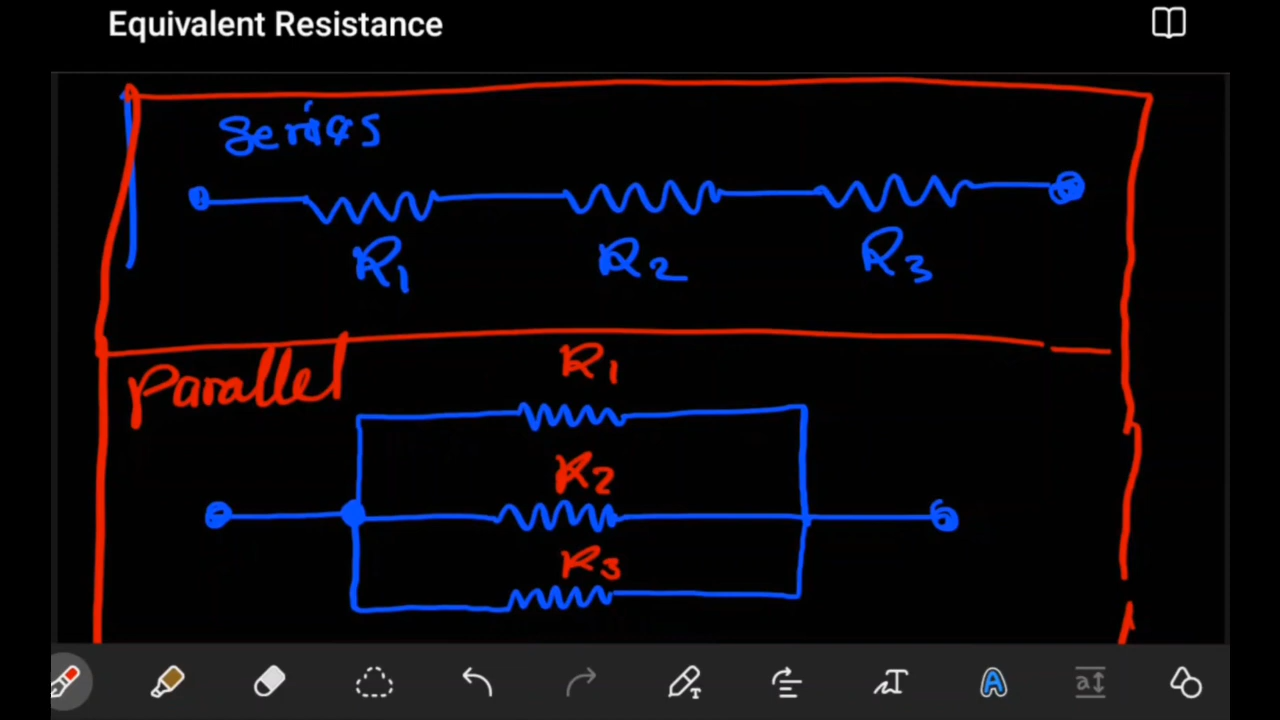 Equivalent Resistance
Series
R1 R2 R3
Parallel
R1
R2
R3